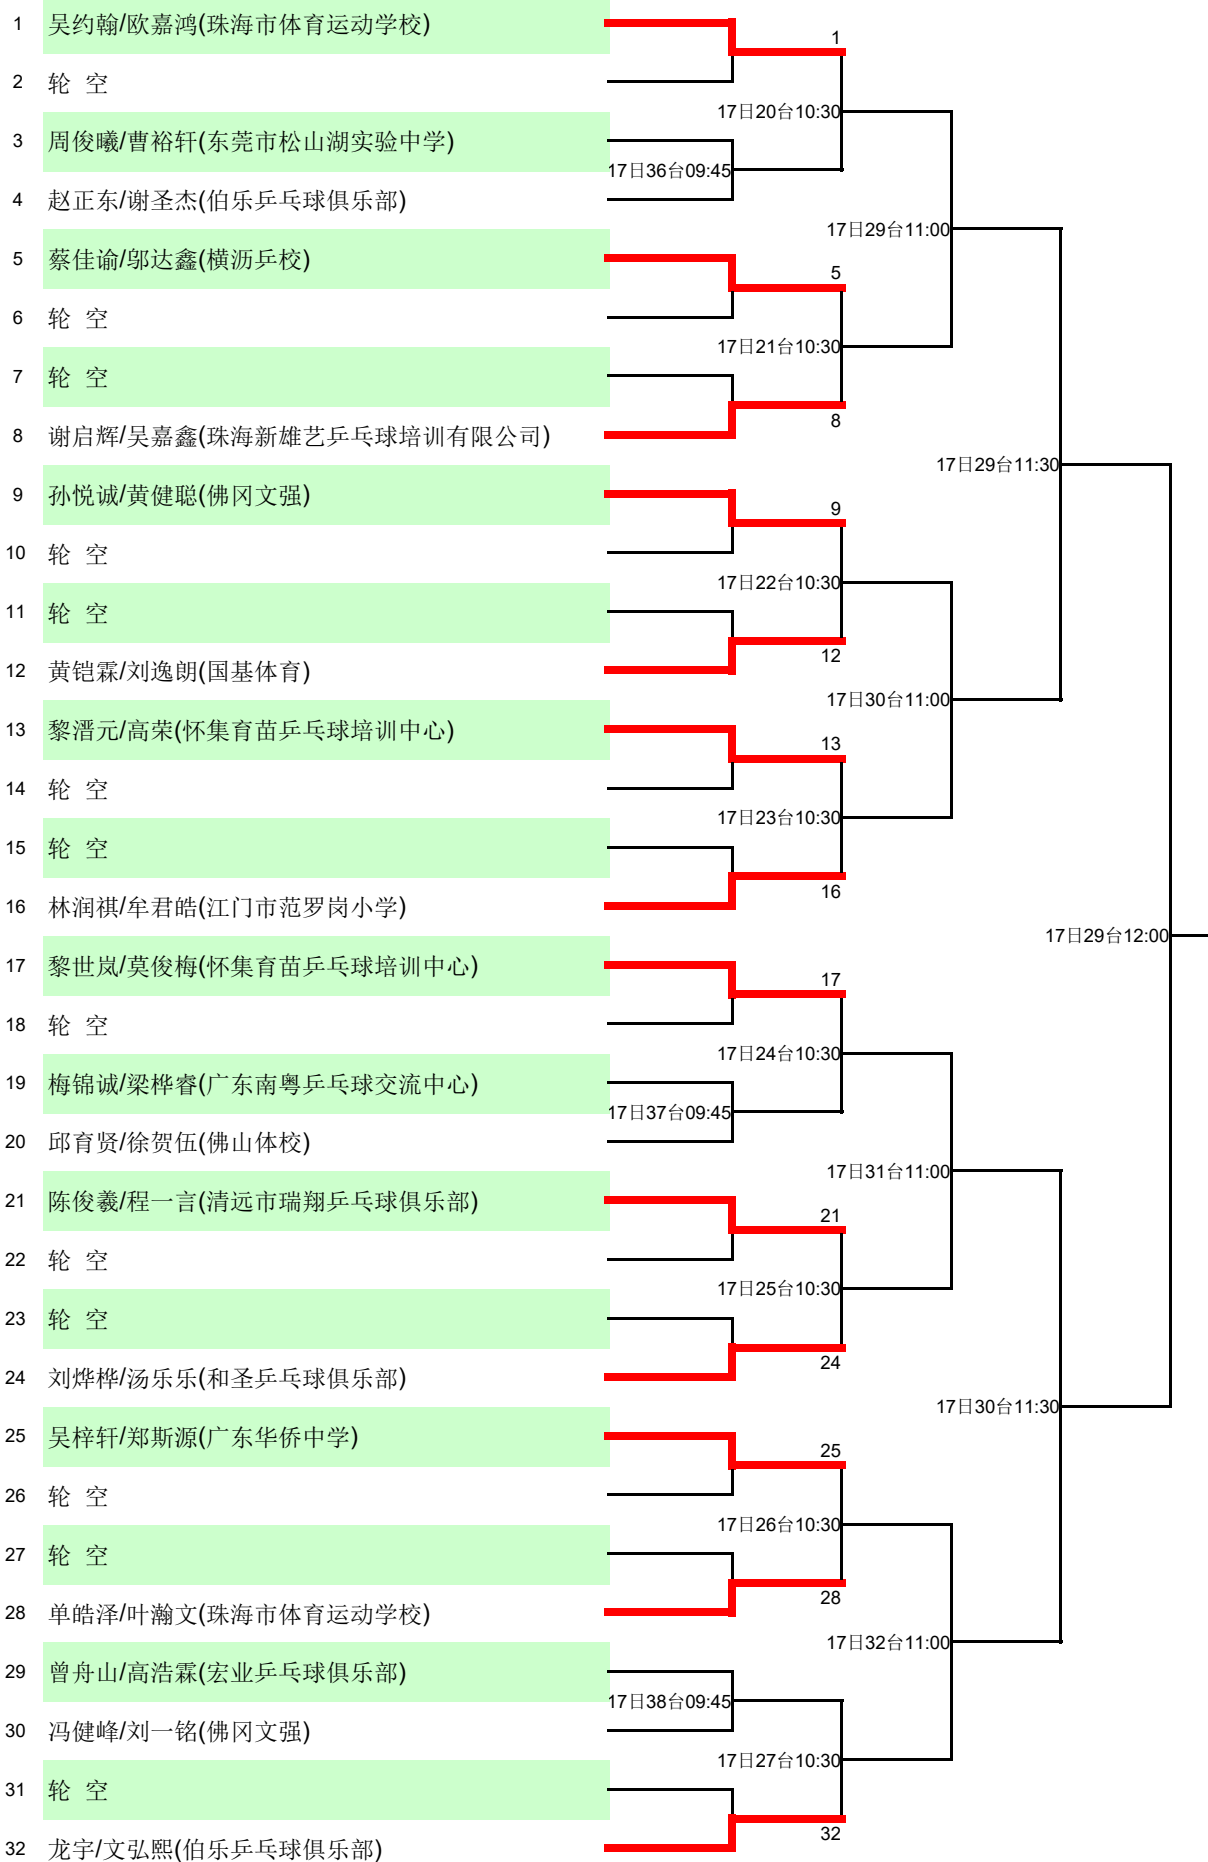 1 吴约翰/欧嘉鸿(珠海市体育运动学校)
1
2 轮 空
17日20台10:30
3 周俊曦/曹裕轩(东莞市松山湖实验中学)
17日36台09:45
4 赵正东/谢圣杰(伯乐乒乓球俱乐部)
17日29台11:00
5 蔡佳谕/邬达鑫(横沥乒校)
5
6 轮 空
17日21台10:30
7 轮 空
8
8 谢启辉/吴嘉鑫(珠海新雄艺乒乓球培训有限公司)
17日29台11:30
9 孙悦诚/黄健聪(佛冈文强)
9
10 轮 空
17日22台10:30
11 轮 空
12
12 黄铠霖/刘逸朗(国基体育)
17日30台11:00
13 黎溍元/高荣(怀集育苗乒乓球培训中心)
13
14 轮 空
17日23台10:30
15 轮 空
16
16 林润祺/牟君皓(江门市范罗岗小学)
17日29台12:00
17 黎世岚/莫俊梅(怀集育苗乒乓球培训中心)
17
18 轮 空
17日24台10:30
19 梅锦诚/梁桦睿(广东南粤乒乓球交流中心)
17日37台09:45
20 邱育贤/徐贺伍(佛山体校)
17日31台11:00
21 陈俊羲/程一言(清远市瑞翔乒乓球俱乐部)
21
22 轮 空
17日25台10:30
23 轮 空
24
24 刘烨桦/汤乐乐(和圣乒乓球俱乐部)
17日30台11:30
25 吴梓轩/郑斯源(广东华侨中学)
25
26 轮 空
17日26台10:30
27 轮 空
28
28 单皓泽/叶瀚文(珠海市体育运动学校)
17日32台11:00
29 曾舟山/高浩霖(宏业乒乓球俱乐部)
17日38台09:45
30 冯健峰/刘一铭(佛冈文强)
17日27台10:30
31 轮 空
32
32 龙宇/文弘熙(伯乐乒乓球俱乐部)